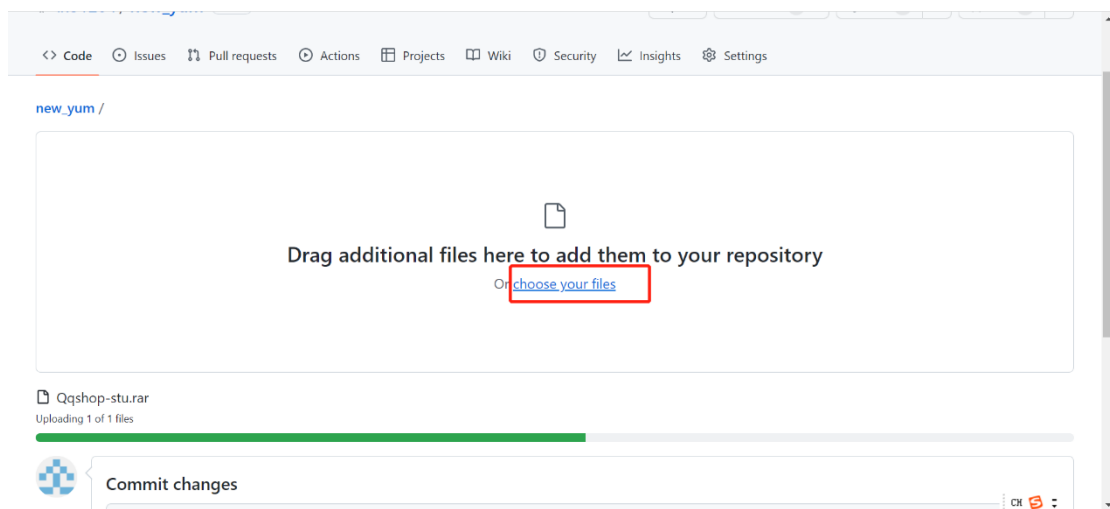 Code Issues Pull requests Actions Projects Wiki Security Insights Settings
new_yum /
Drag additional files here to add them to your repository
Or choose your files
Qqshop-stu.rar
Uploading 1 of 1 files
Commit changes
CH